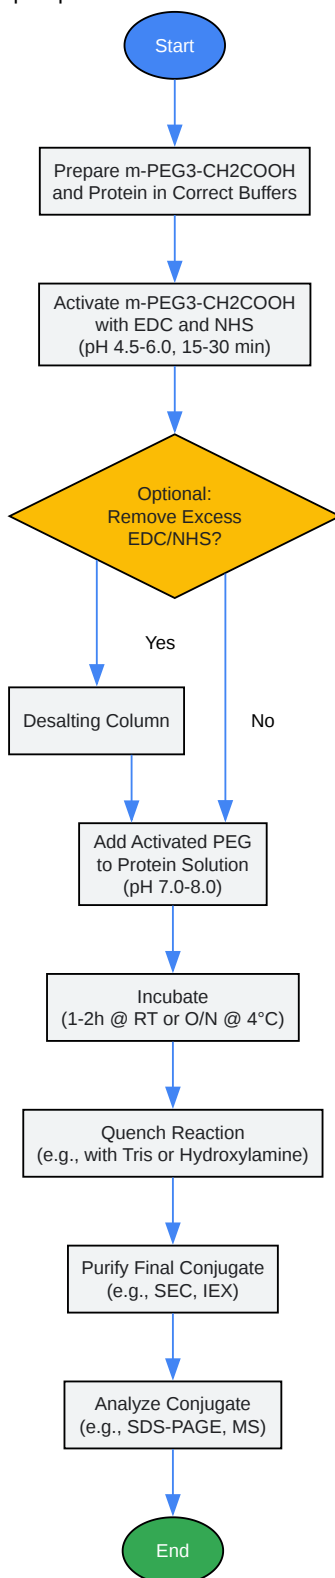 Start
Prepare m-PEG3-CH2COOH
and Protein in Correct Buffers
Activate m-PEG3-CH2COOH
with EDC and NHS
(pH 4.5-6.0, 15-30 min)
Optional:
Remove Excess
EDC/NHS?
Yes
Desalting Column
No
Add Activated PEG
to Protein Solution
(pH 7.0-8.0)
Incubate
(1-2h @ RT or O/N @ 4°C)
Quench Reaction
(e.g., with Tris or Hydroxylamine)
Purify Final Conjugate
(e.g., SEC, IEX)
Analyze Conjugate
(e.g., SDS-PAGE, MS)
End